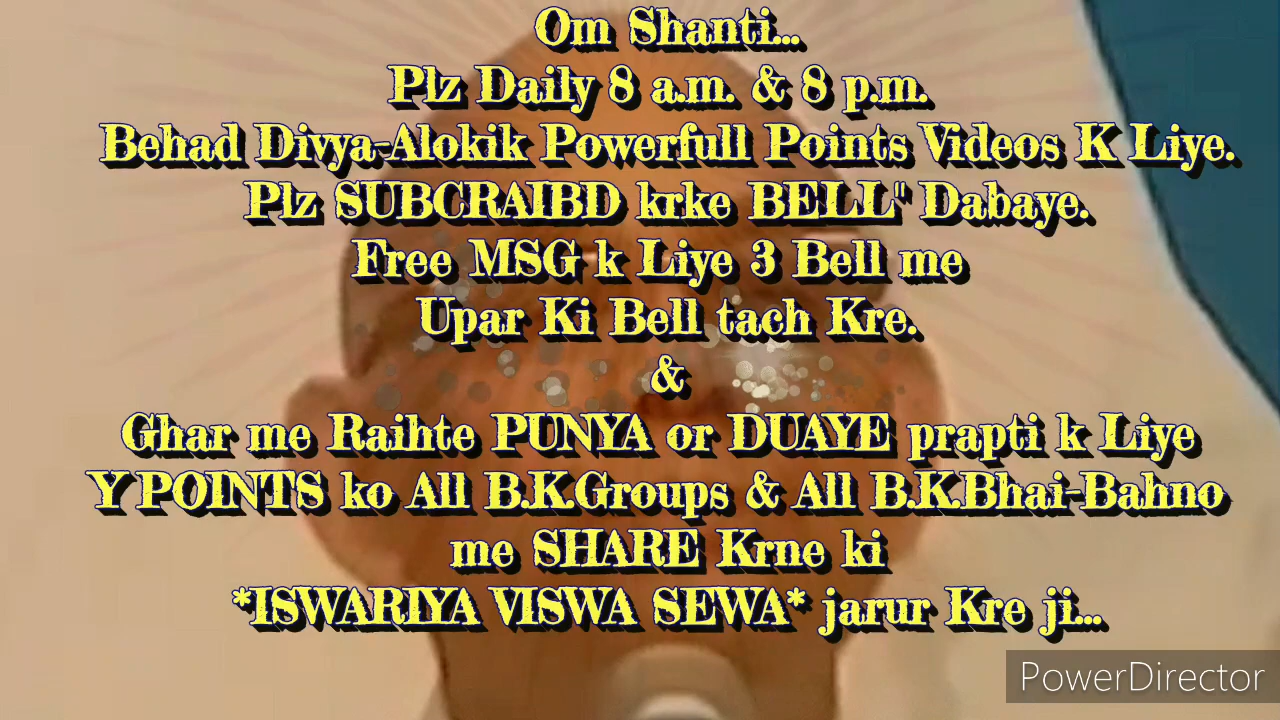 Om Shanti...
Plz Daily 8 a.m. & 8 p.m.
Behad Divya-Alokik Powerfull Points Videos K Liye.
Plz SUBCRAIBD krke BELL" Dabaye.
Free MSG k Liye 3 Bell me
Upar Ki Bell tach Kre.
&
Ghar me Raihte PUNYA or DUAYE prapti k Liye
Y POINTS ko All B.K.Groups & All B.K.Bhai-Bahno
me SHARE Krne ki
*ISWARIYA VISWA SEWA* jarur Kre ji...
PowerDirector